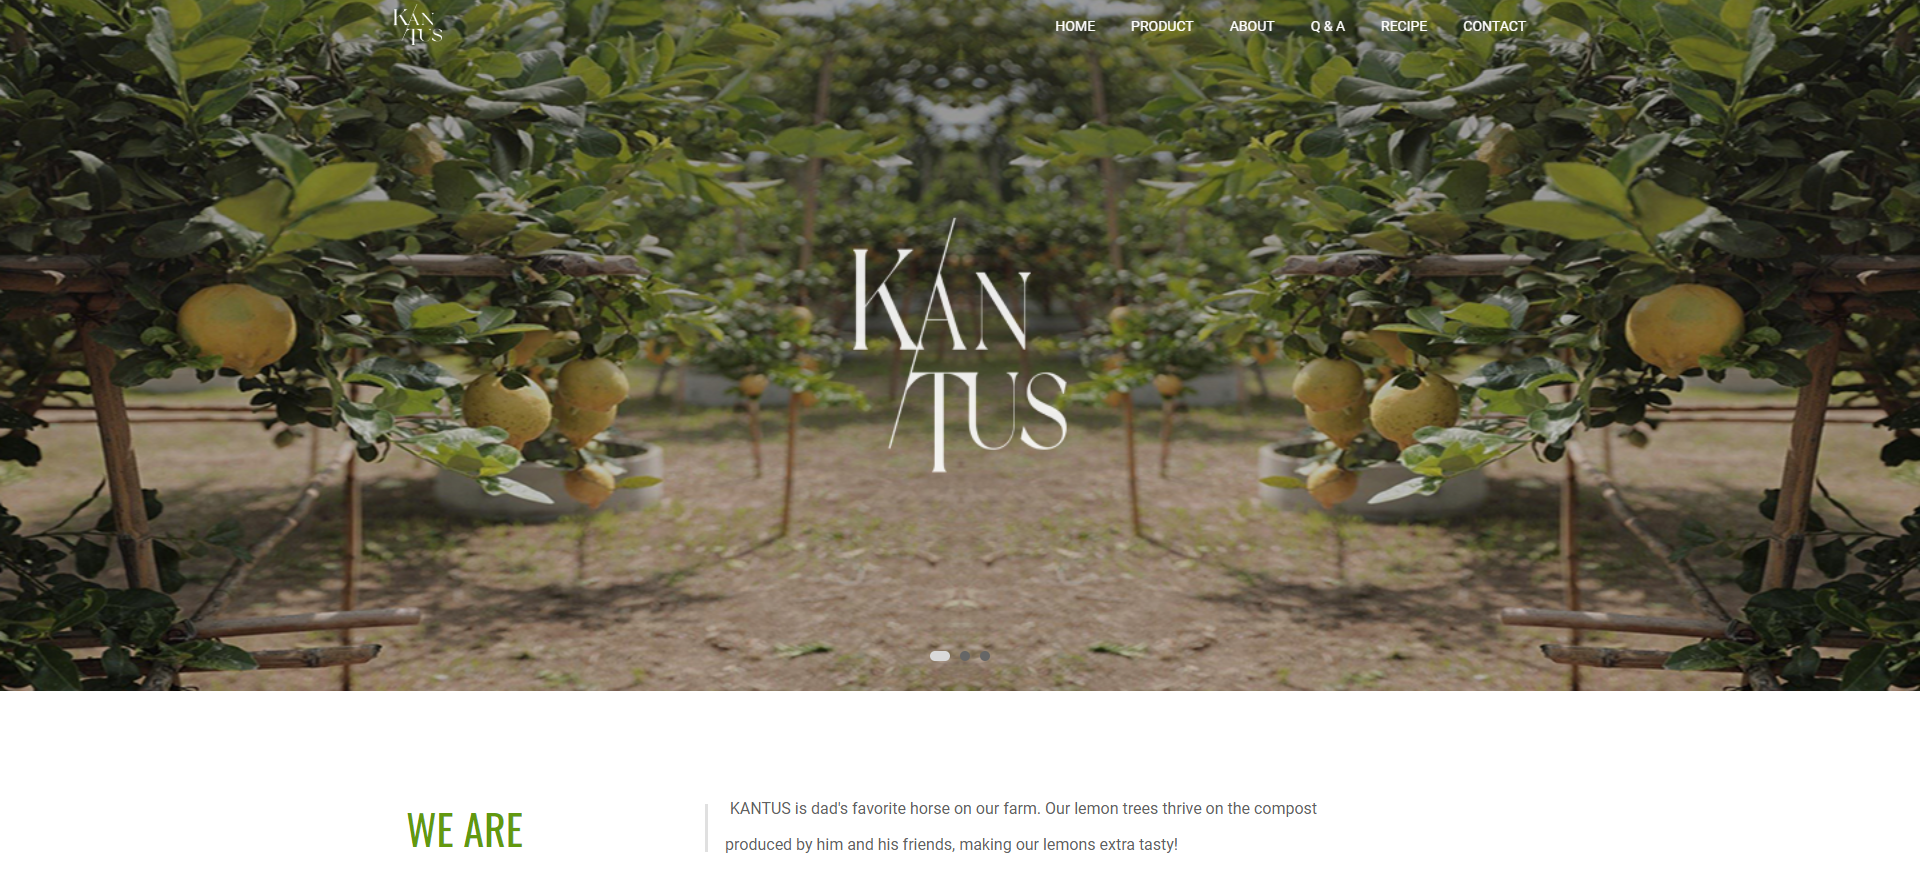 KAN
TUS
HOME PRODUCT ABOUT Q & A RECIPE CONTACT
KAN
TUS
WE ARE
KANTUS is dad's favorite horse on our farm. Our lemon trees thrive on the compost
produced by him and his friends, making our lemons extra tasty!